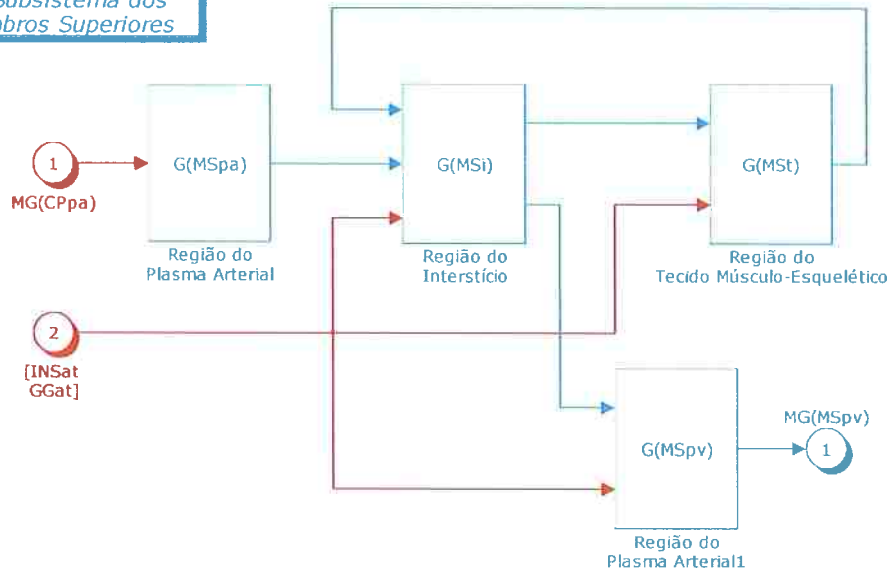 Subsistema dos
bros Superiores
1
MG(CPpa)
G(MSpa)
Região do
Plasma Arterial
G(MSi)
Região do
Interstício
G(MSt)
Região do
Tecido Músculo-Esquelético
2
[INSat
GGat]
G(MSpv)
Região do
Plasma Arterial1
MG(MSpv)
1